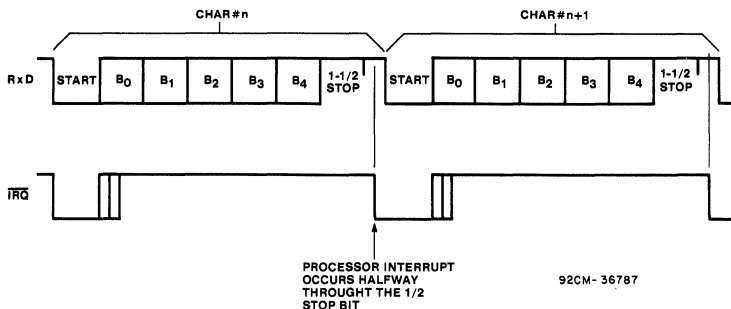 CHAR#n
CHAR#n+1
RxD
START
B0
B1
B2
B3
B4
1-1/2
STOP
START
B0
B1
B2
B3
B4
1-1/2
STOP
IRQ
PROCESSOR INTERRUPT
OCCURS HALFWAY
THROUGHT THE 1/2
STOP BIT
92CM-36787